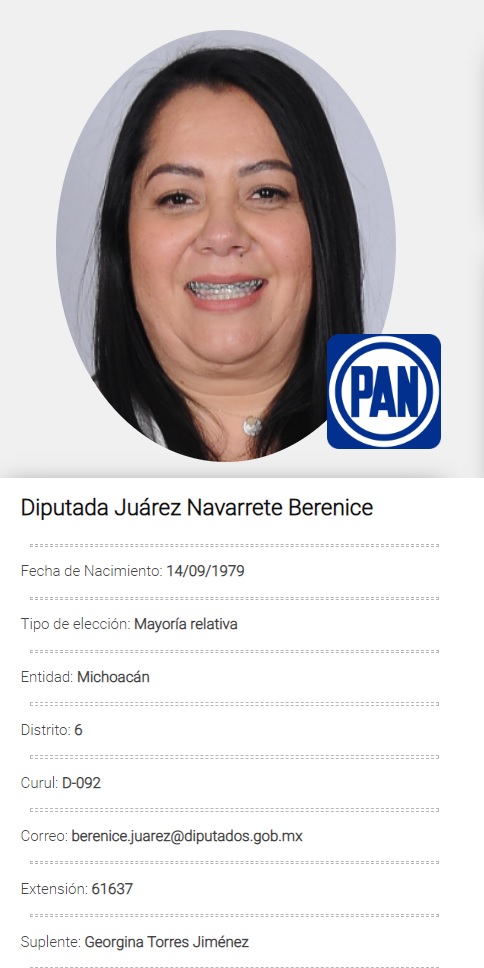 PAN
Diputada Juárez Navarrete Berenice
Fecha de Nacimiento: 14/09/1979
Tipo de elección: Mayoría relativa
Entidad: Michoacán
Distrito: 6
Curul: D-092
Correo: berenice.juarez@diputados.gob.mx
Extensión: 61637
Suplente: Georgina Torres Jiménez